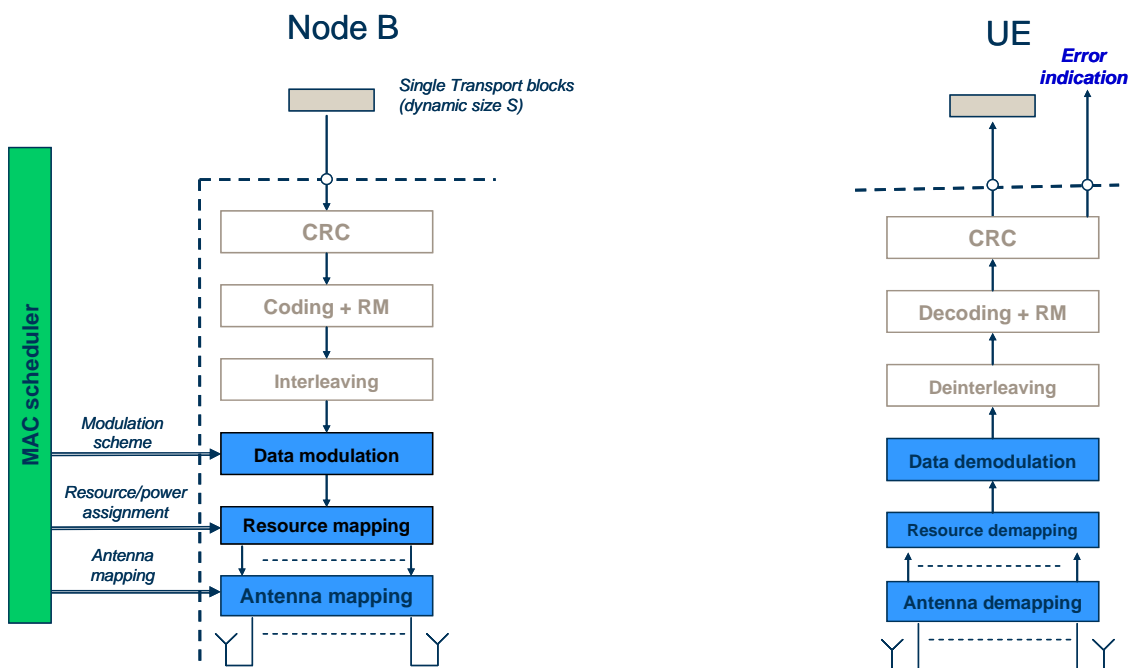 Node B
UE
Single Transport blocks
(dynamic size S)
Error
indication
MAC scheduler
CRC
Coding + RM
Interleaving
Modulation
scheme
Data modulation
Resource/power
assignment
Resource mapping
Antenna
mapping
Antenna mapping
CRC
Decoding + RM
Deinterleaving
Data demodulation
Resource demapping
Antenna demapping